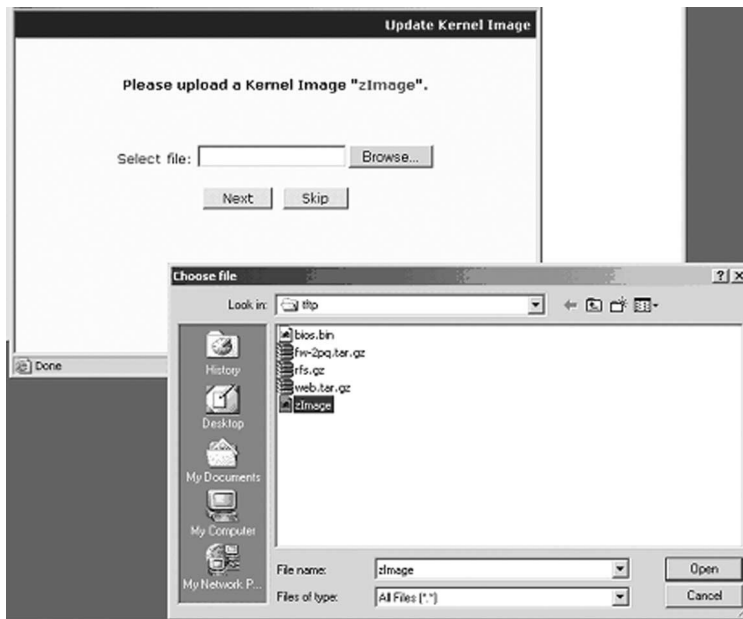 Update Kernel Image
Please upload a Kernel Image "zImage".
Select file:
Browse...
Next
Skip
Done
Choose file
Look in:
tftp
History
Desktop
My Documents
My Computer
My Network P...
bios.bin
fw-2pq.tar.gz
rfs.gz
web.tar.gz
zImage
File name:
zImage
Open
Files of type:
All Files (*.*)
Cancel